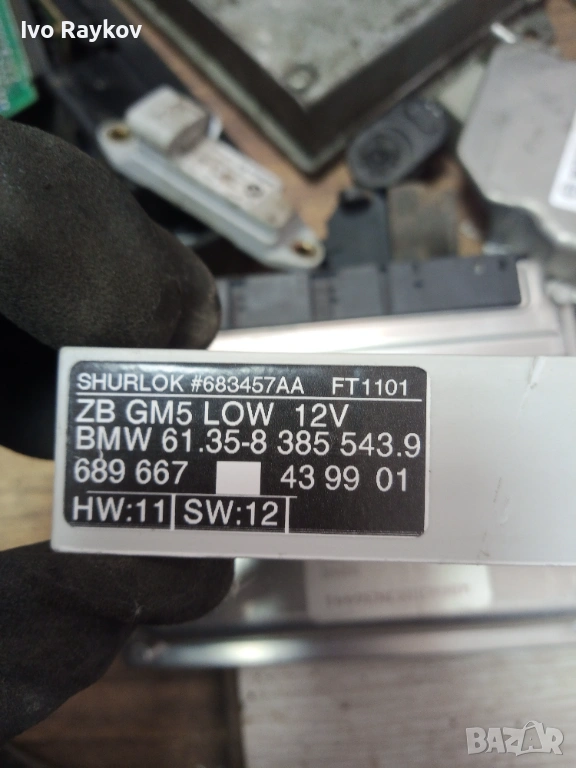 Ivo Raykov
SHURLOK #683457AA FT1101
ZB GM5 LOW 12V
BMW 61.35-8 385 543.9
689 667 43 99 01
HW:11 SW:12
BAZAR